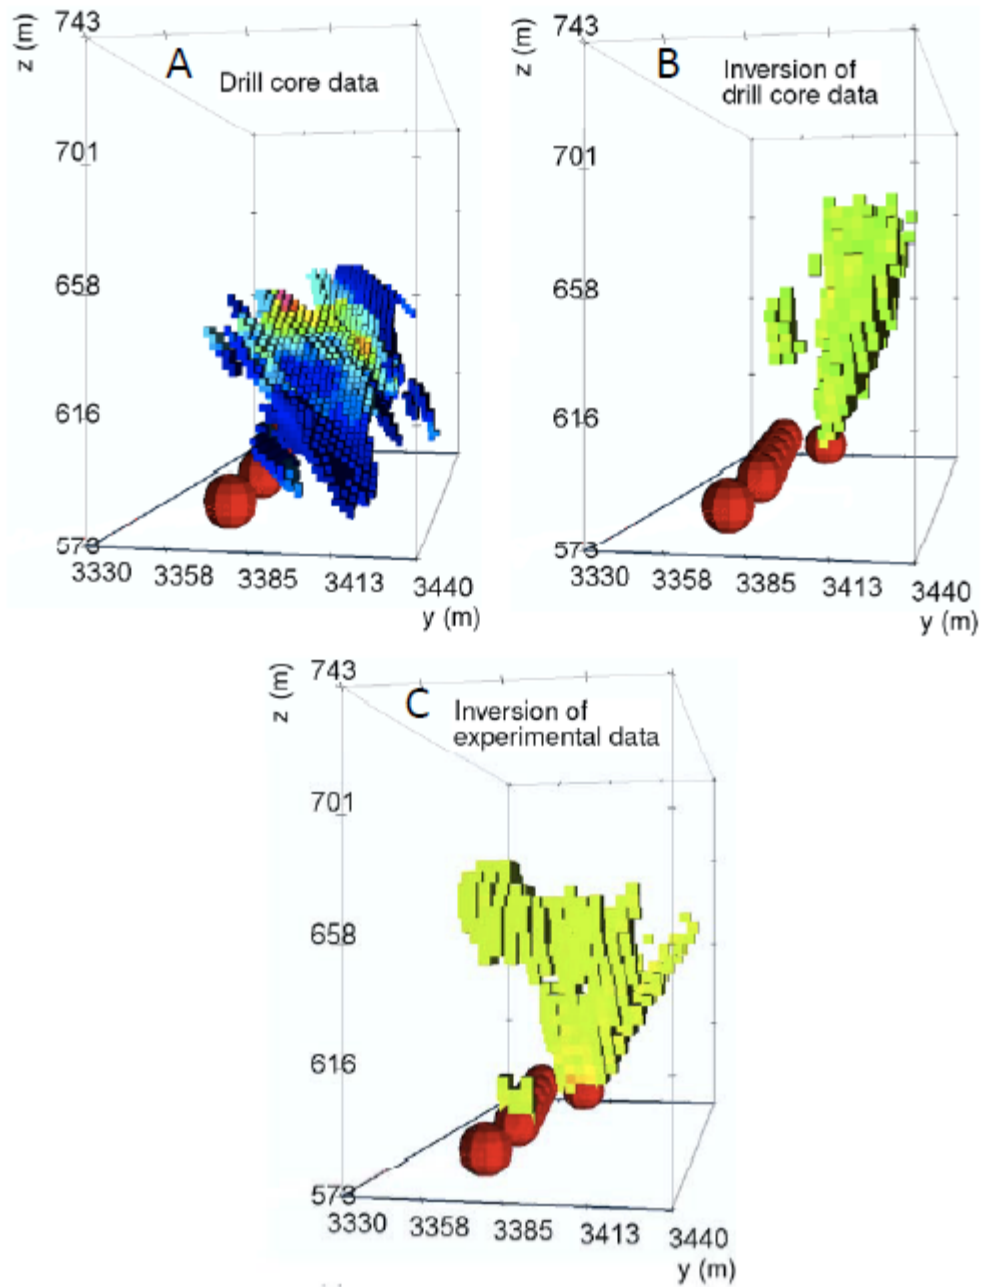 z (m)
743
A
Drill core data
701
658
616
573
3330 3358 3385 3413 3440
y (m)
z (m)
743
B
Inversion of
drill core data
701
658
616
573
3330 3358 3385 3413 3440
y (m)
z (m)
743
C
Inversion of
experimental data
701
658
616
573
3330 3358 3385 3413 3440
y (m)